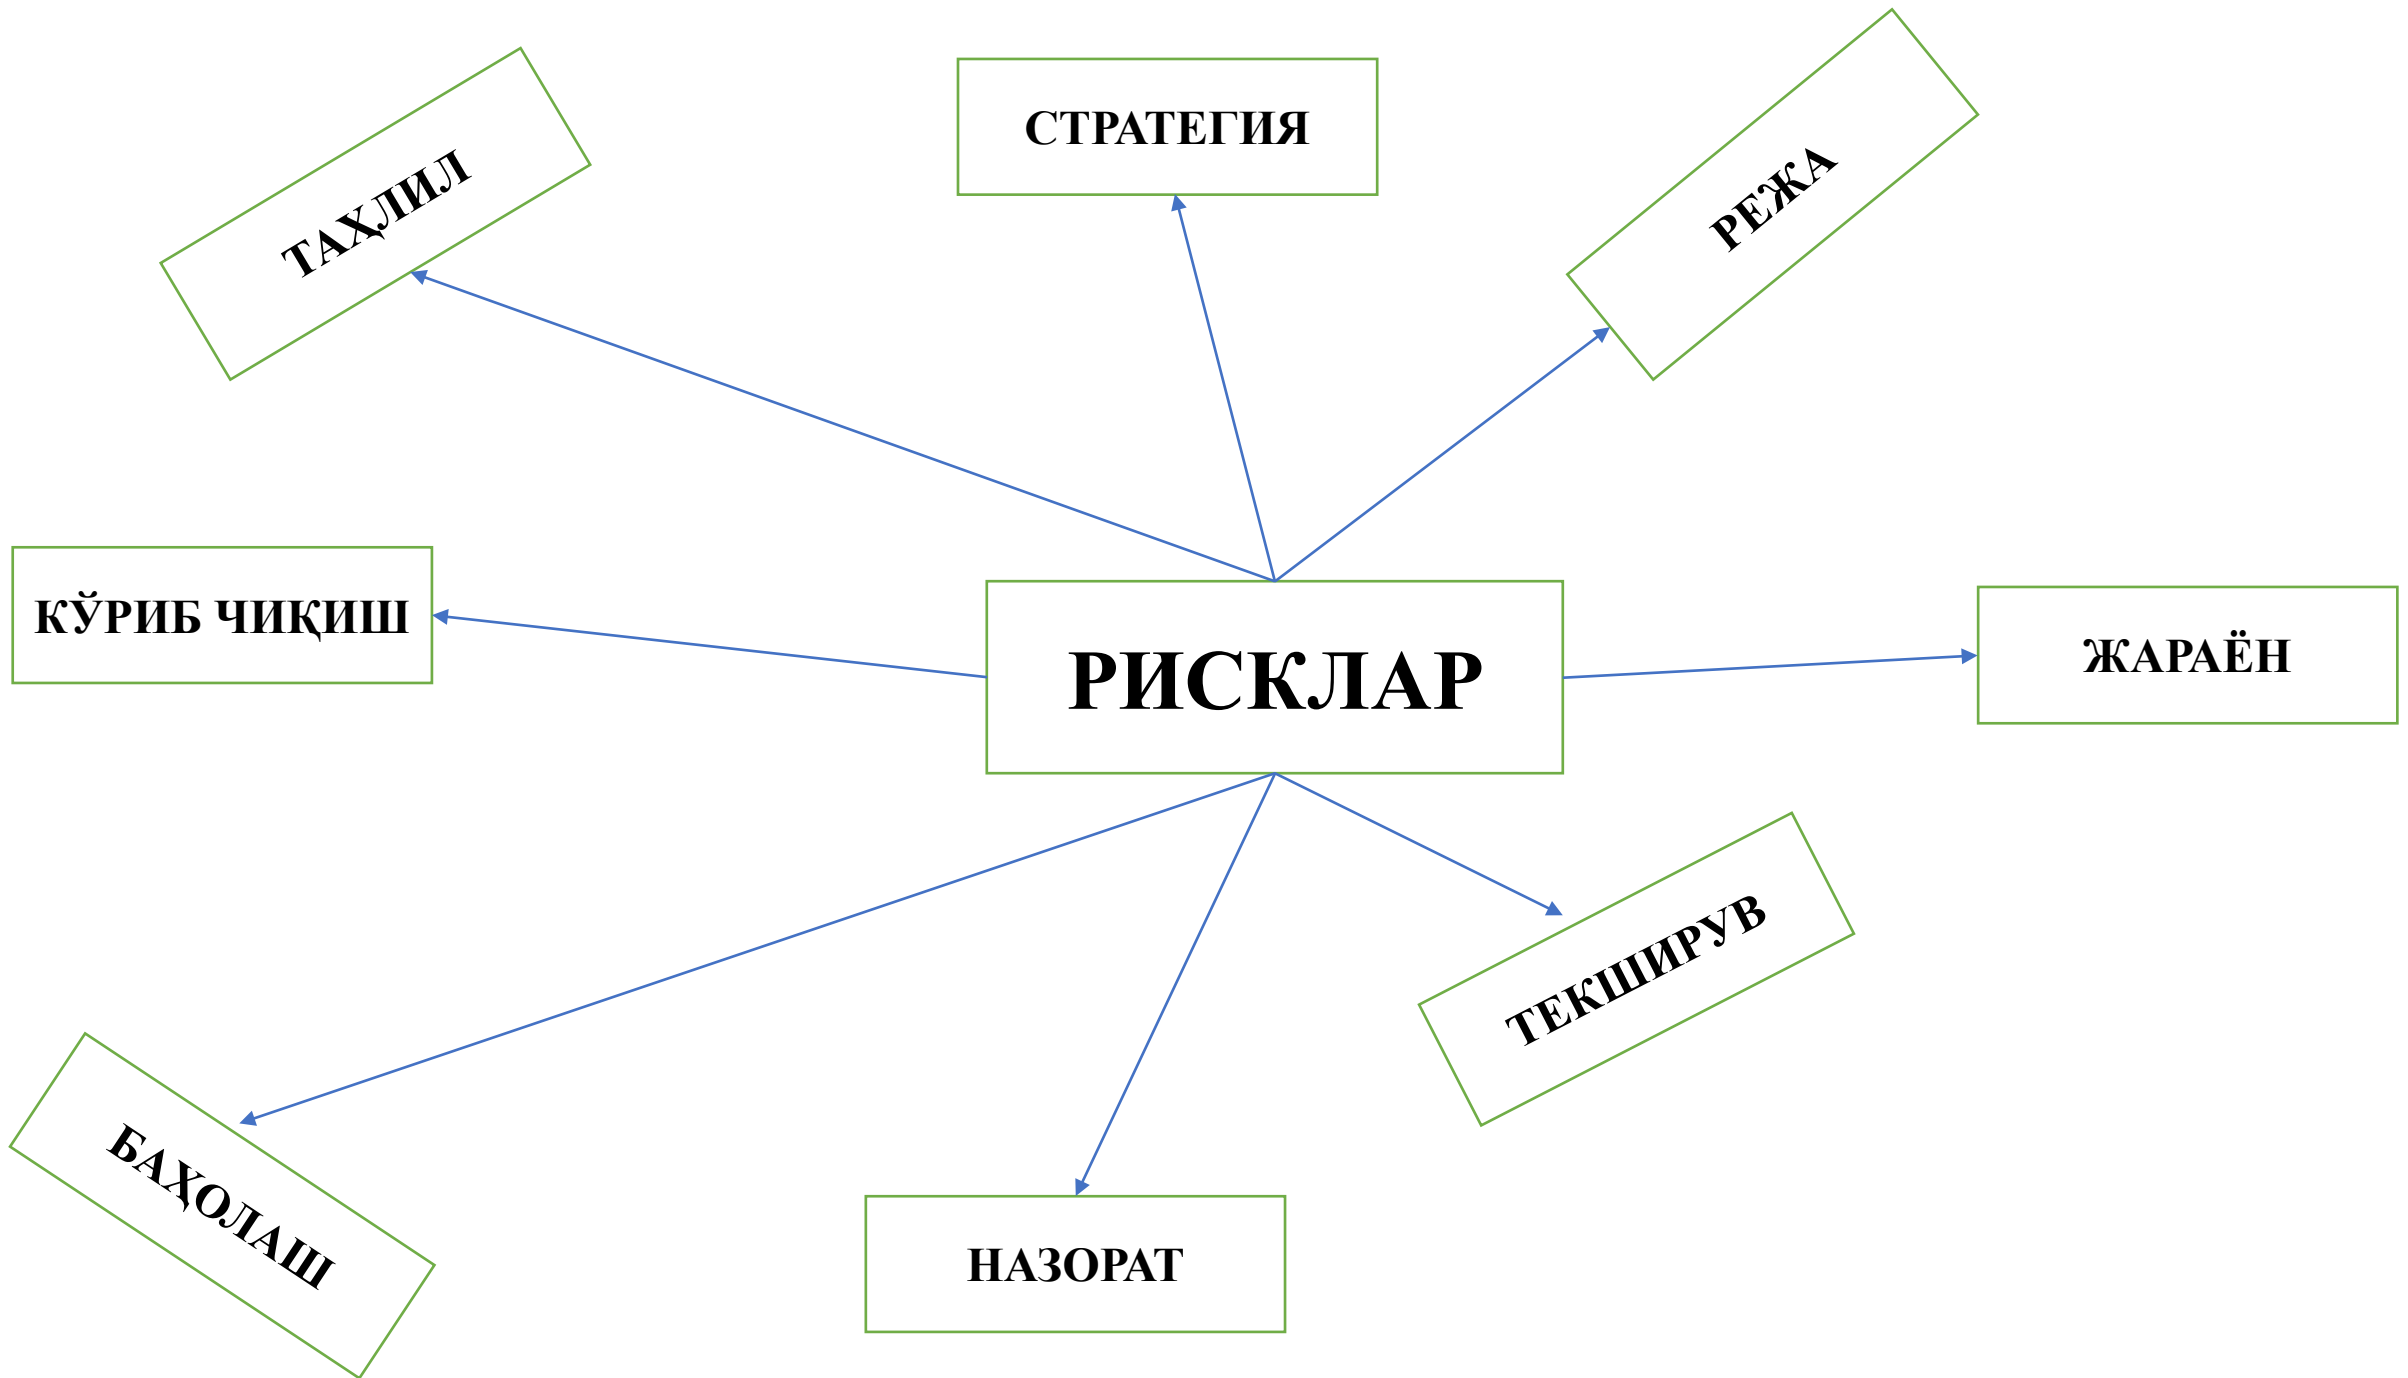 СТРАТЕГИЯ
ТАҲЛИЛ
РЕЖА
КЎРИБ ЧИҚИШ
РИСКЛАР
ЖАРАЁН
ТЕКШИРУВ
БАҲОЛАШ
НАЗОРАТ